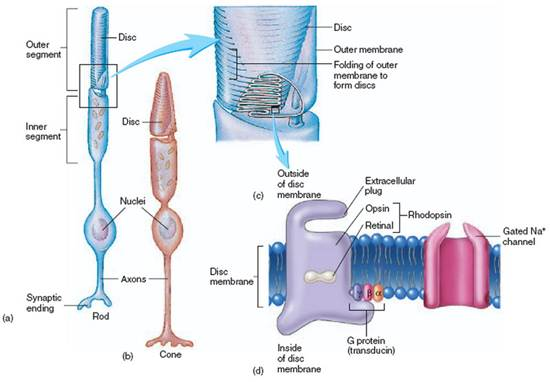 Outer
segment
Disc
Inner
segment
Nuclei
Axons
Synaptic
ending
(a)
Rod
Disc
(b)
Cone
Disc
Outer membrane
Folding of outer
membrane to
form discs
(c)
Outside
of disc
membrane
Extracellular
plug
Opsin
Retinal
Rhodopsin
Gated Na+
channel
Disc
membrane
γ β α
G protein
(transducin)
Inside
of disc
membrane
(d)